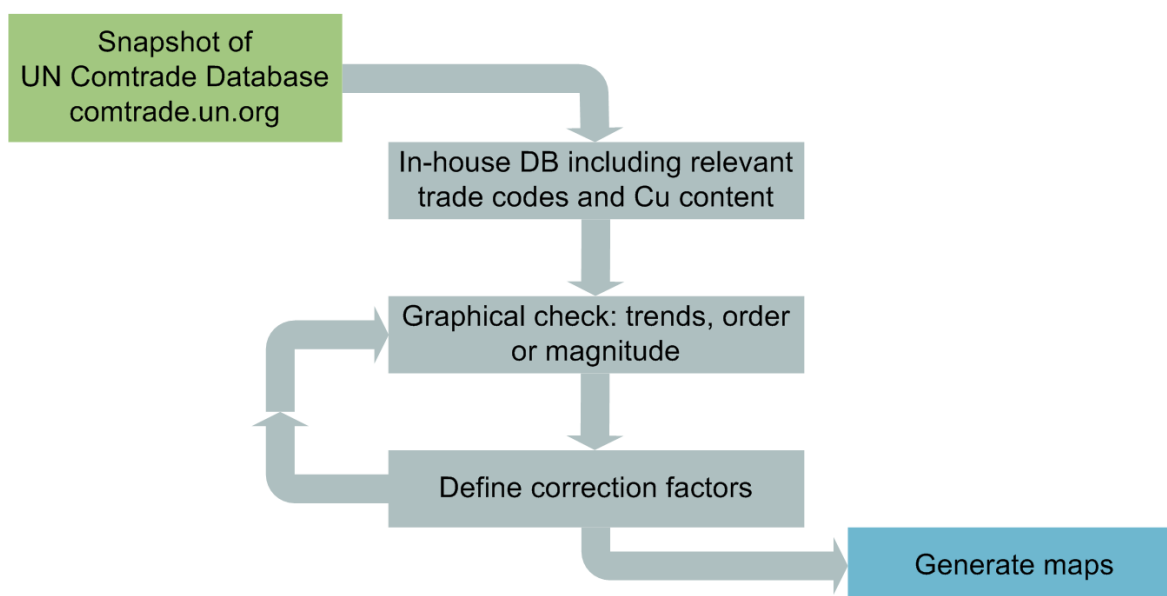 Snapshot of
UN Comtrade Database
comtrade.un.org
In-house DB including relevant
trade codes and Cu content
Graphical check: trends, order
or magnitude
Define correction factors
Generate maps